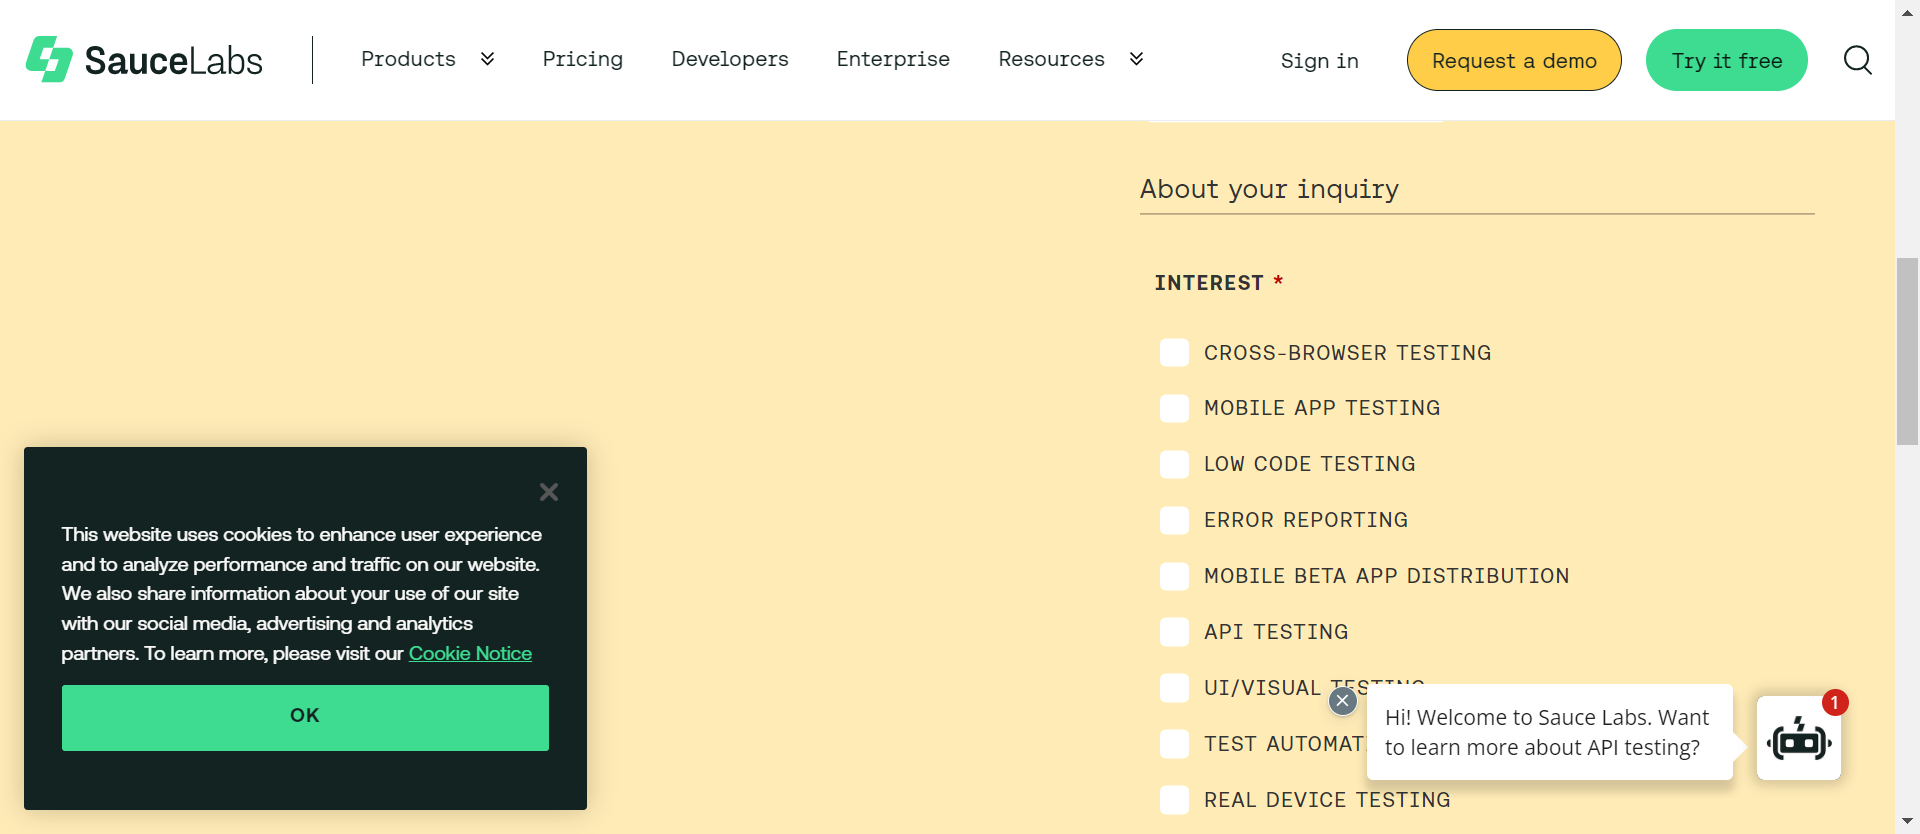 SauceLabs
Products
Pricing
Developers
Enterprise
Resources
Sign in
Request a demo
Try it free
About your inquiry
INTEREST *
CROSS-BROWSER TESTING
MOBILE APP TESTING
LOW CODE TESTING
ERROR REPORTING
MOBILE BETA APP DISTRIBUTION
API TESTING
UI/VISUAL TESTING
TEST AUTOMAT
REAL DEVICE TESTING
This website uses cookies to enhance user experience
and to analyze performance and traffic on our website.
We also share information about your use of our site
with our social media, advertising and analytics
partners. To learn more, please visit our Cookie Notice
OK
Hi! Welcome to Sauce Labs. Want
to learn more about API testing?
1